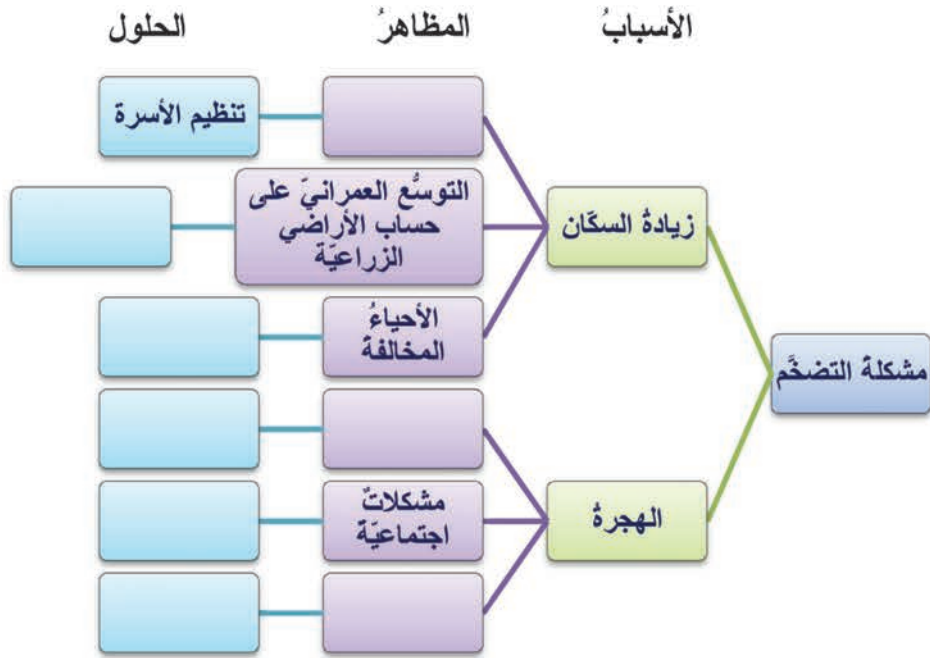 الأسبابُ
المظاهرُ
الحلول
مشكلة التضخَّم
زيادةُ السكّان
تنظيم الأسرة
التوسُّع العمرانيّ على
حساب الأراضي
الزراعيّة
الأحياءُ
المخالفة
الهجرةُ
مشكلاتٌ
اجتماعيّة